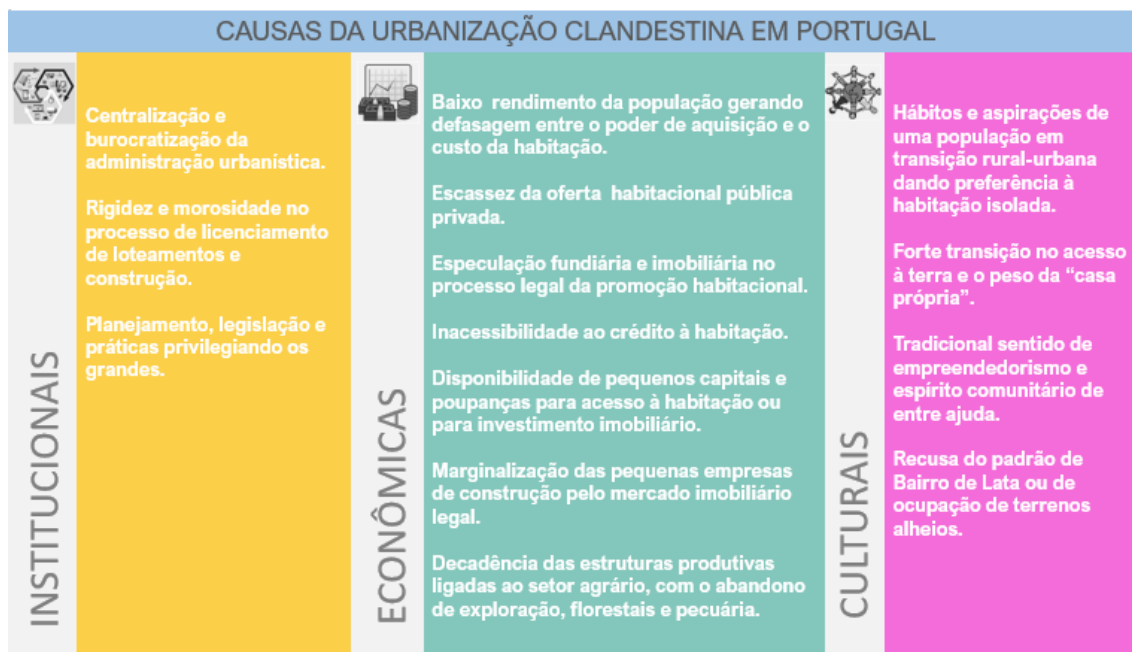 CAUSAS DA URBANIZAÇÃO CLANDESTINA EM PORTUGAL
INSTITUCIONAIS
Centralização e
burocratização da
administração urbanística.
Rigidez e morosidade no
processo de licenciamento
de loteamentos e
construção.
Planejamento, legislação e
práticas privilegiando os
grandes.
ECONÔMICAS
Baixo rendimento da população gerando
defasagem entre o poder de aquisição e o
custo da habitação.
Escassez da oferta habitacional pública
privada.
Especulação fundiária e imobiliária no
processo legal da promoção habitacional.
Inacessibilidade ao crédito à habitação.
Disponibilidade de pequenos capitais e
poupanças para acesso à habitação ou
para investimento imobiliário.
Marginalização das pequenas empresas
de construção pelo mercado imobiliário
legal.
Decadência das estruturas produtivas
ligadas ao setor agrário, com o abandono
de exploração, florestais e pecuária.
CULTURAIS
Hábitos e aspirações de
uma população em
transição rural-urbana
dando preferência à
habitação isolada.
Forte transição no acesso
à terra e o peso da “casa
própria”.
Tradicional sentido de
empreendedorismo e
espírito comunitário de
entre ajuda.
Recusa do padrão de
Bairro de Lata ou de
ocupação de terrenos
alheios.